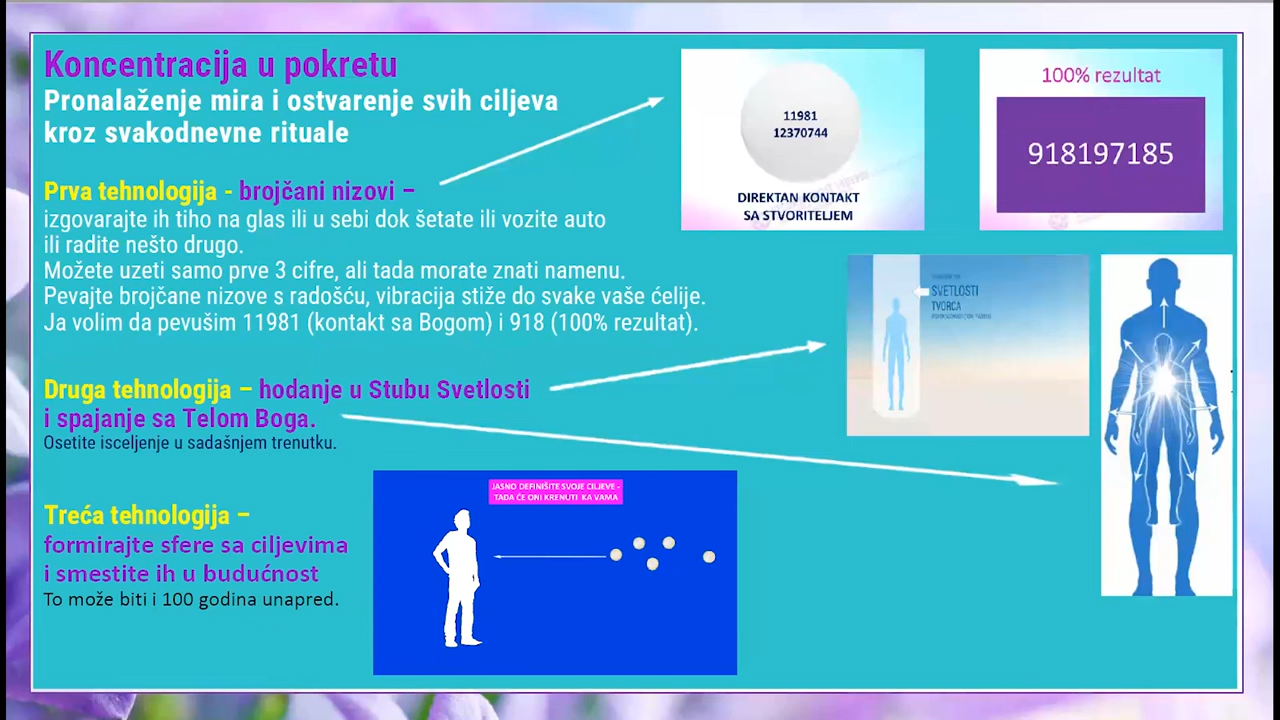 Koncentracija u pokretu
Pronalaženje mira i ostvarenje svih ciljeva
kroz svakodnevne rituale
Prva tehnologija - brojčani nizovi –
izgovarajte ih tiho na glas ili u sebi dok šetate ili vozite auto
ili radite nešto drugo.
Možete uzeti samo prve 3 cifre, ali tada morate znati namenu.
Pevajte brojčane nizove s radošću, vibracija stiže do svake vaše ćelije.
Ja volim da pevušim 11981 (kontakt sa Bogom) i 918 (100% rezultat).
11981
12370744
DIREKTAN KONTAKT
SA STVORITELJEM
100% rezultat
918197185
Druga tehnologija – hodanje u Stubu Svetlosti
i spajanje sa Telom Boga.
Osetite isceljenje u sadašnjem trenutku.
SVETLOSTI
TVORCA
Treća tehnologija –
formirajte sfere sa ciljevima
i smestite ih u budućnost
To može biti i 100 godina unapred.
JASNO DEFINIŠITE SVOJE CILJEVE -
TADA ĆE ONI KRENUTI KA VAMA